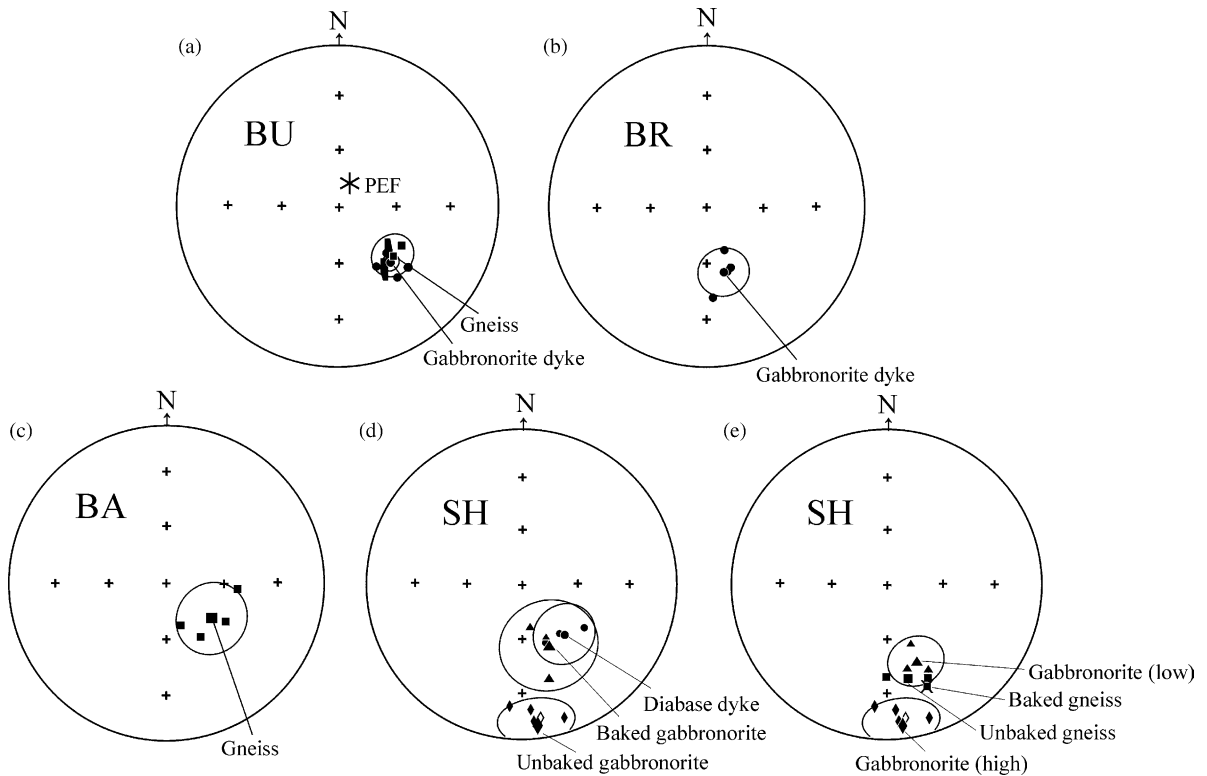 N
(a)
BU
PEF
Gneiss
Gabbronorite dyke
N
(b)
BR
Gabbronorite dyke
N
(c)
BA
Gneiss
N
(d)
SH
Diabase dyke
Baked gabbronorite
Unbaked gabbronorite
N
(e)
SH
Gabbronorite (low)
Baked gneiss
Unbaked gneiss
Gabbronorite (high)